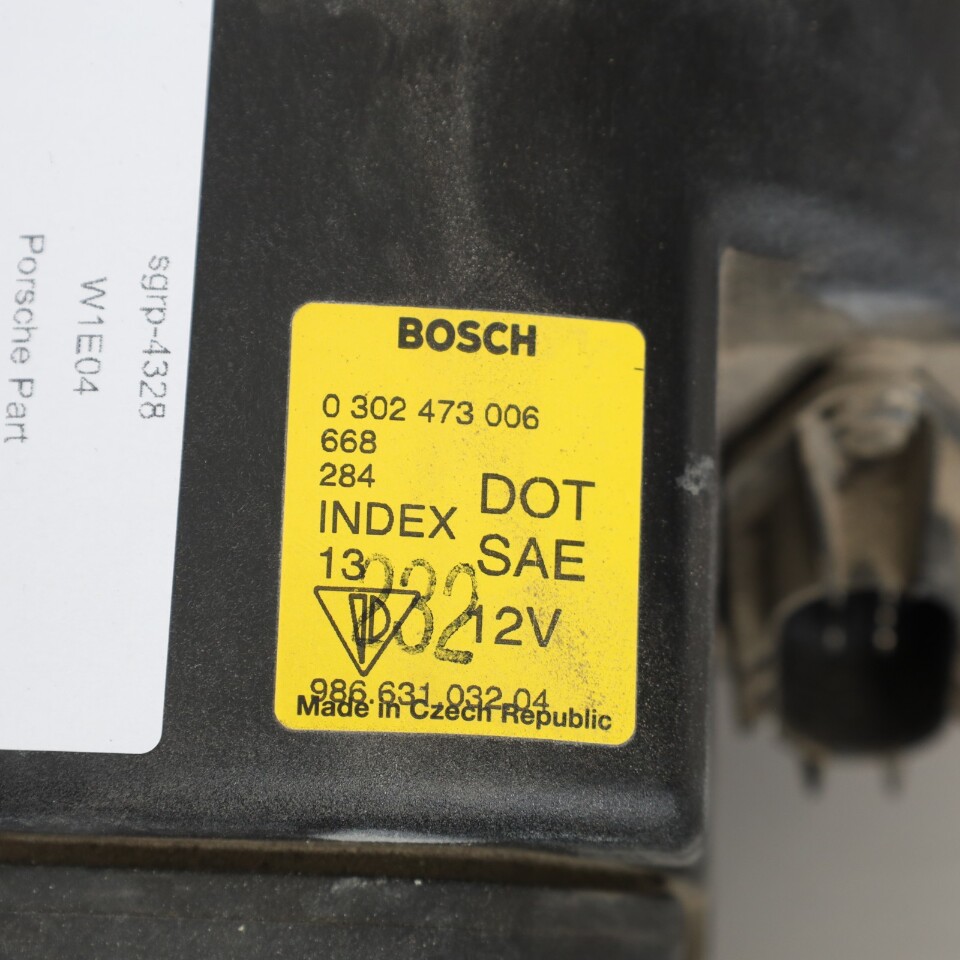 sgrp-4328
W1E04
Porsche Part
BOSCH
0 302 473 006
668
284
DOT
INDEX
SAE
13
332
12V
986.631.032.04
Made in Czech Republic